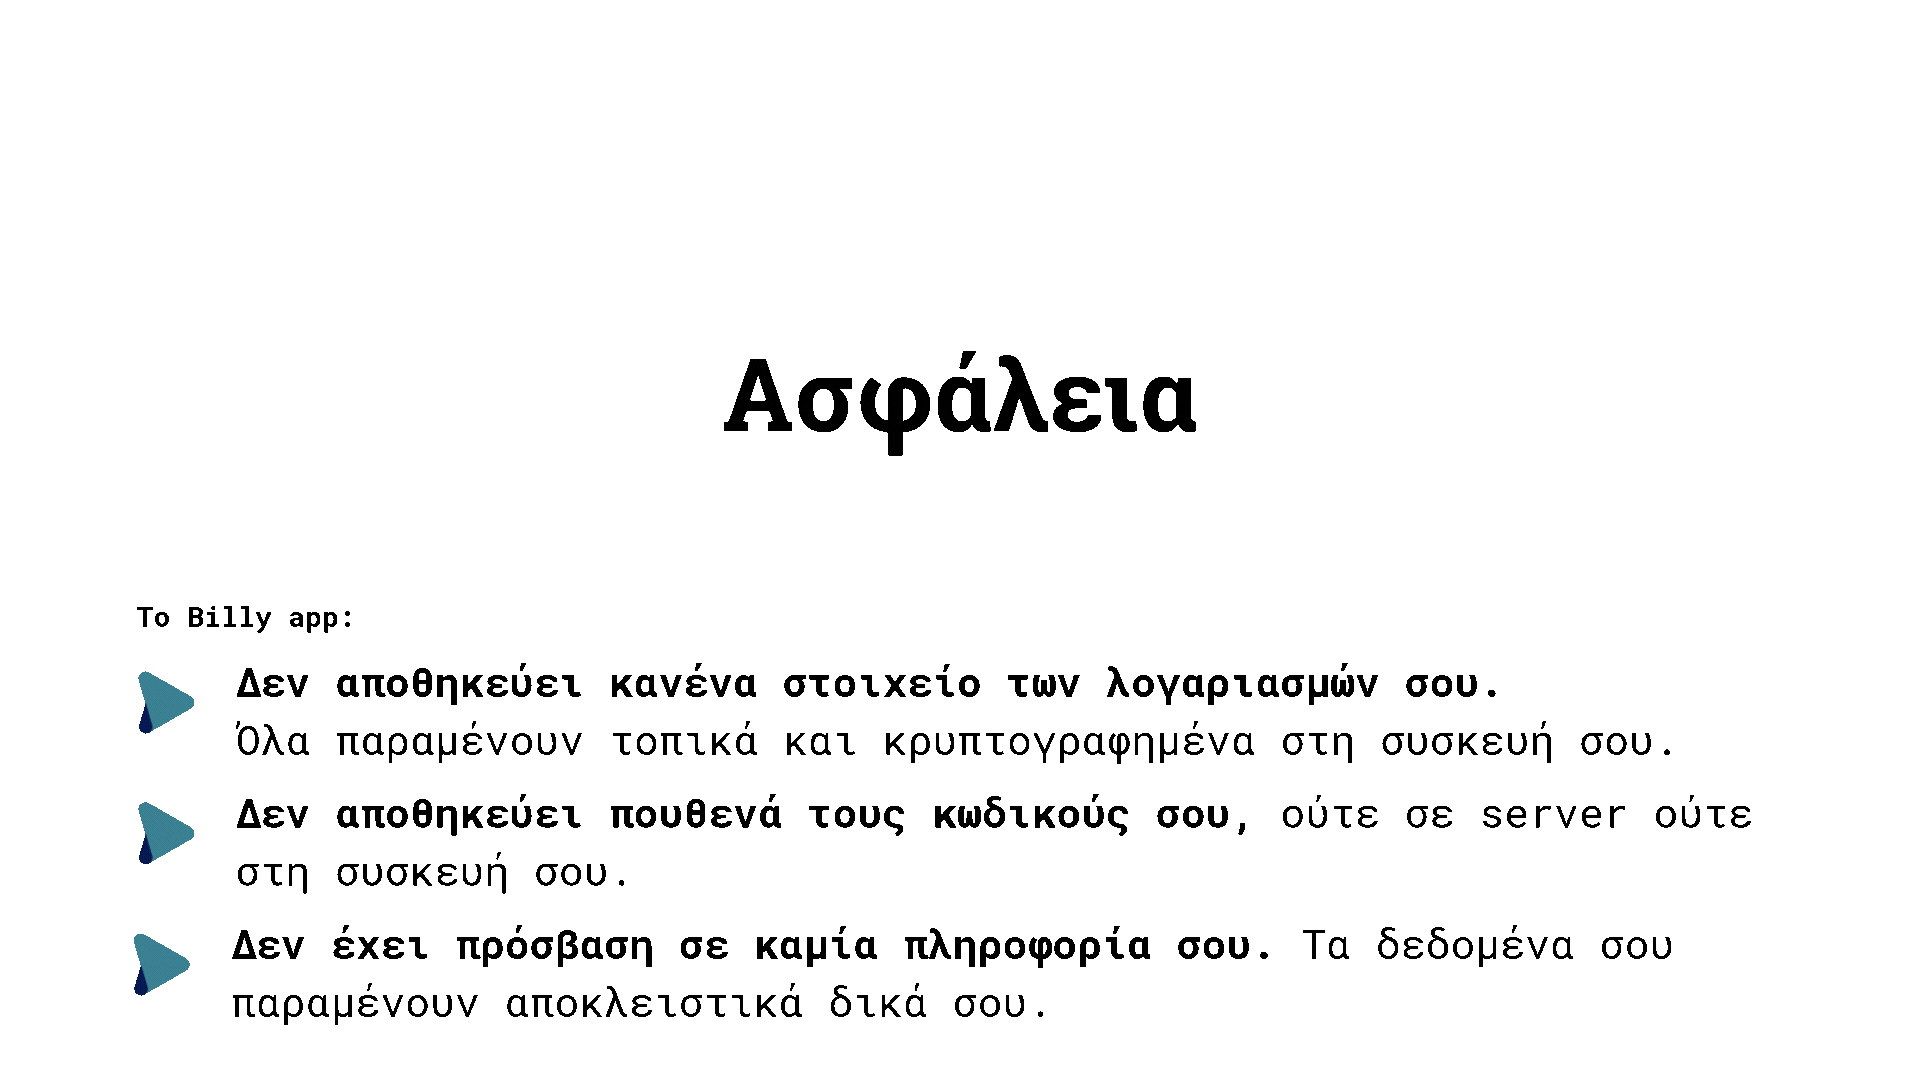 Ασφάλεια
Το Billy app:
Δεν αποθηκεύει κανένα στοιχείο των λογαριασμών σου.
Όλα παραμένουν τοπικά και κρυπτογραφημένα στη συσκευή σου.
Δεν αποθηκεύει πουθενά τους κωδικούς σου, ούτε σε server ούτε
στη συσκευή σου.
Δεν έχει πρόσβαση σε καμία πληροφορία σου. Τα δεδομένα σου
παραμένουν αποκλειστικά δικά σου.